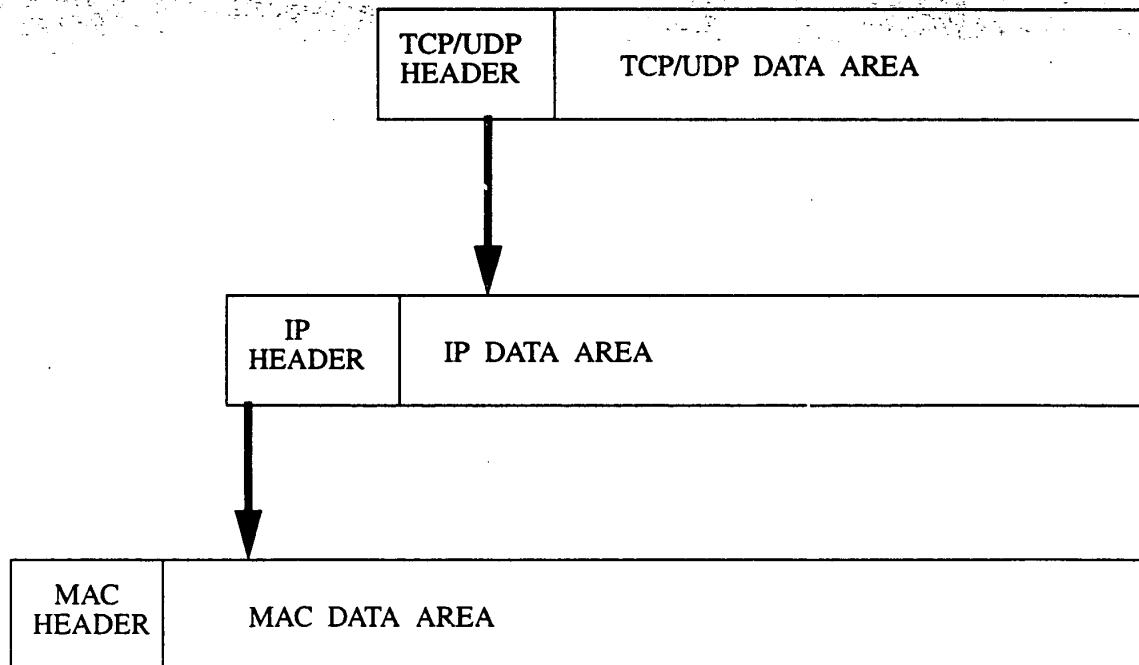 TCP/UDP
HEADER
TCP/UDP DATA AREA
IP
HEADER
IP DATA AREA
MAC
HEADER
MAC DATA AREA